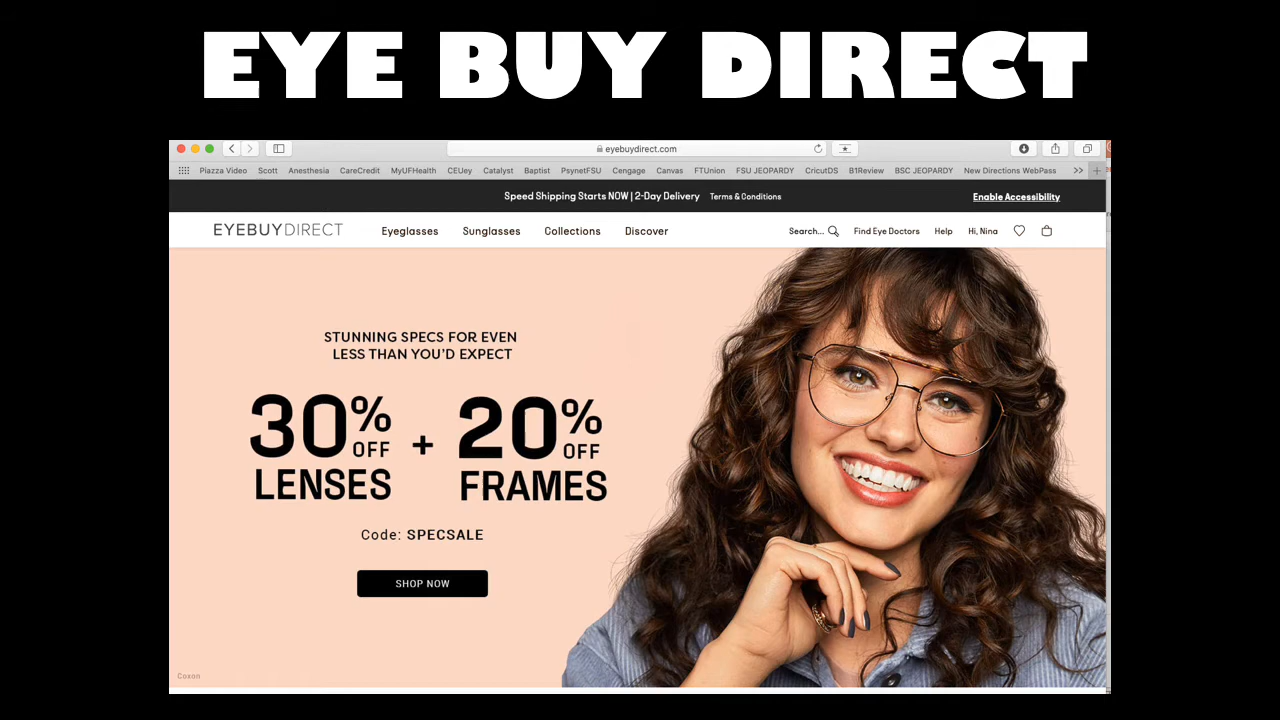 EYE BUY DIRECT
eyebuydirect.com
Piazza Video Scott Anesthesia CareCredit MyUFHealth CEUey Catalyst Baptist PsynetFSU Cengage Canvas FTUnion FSU JEOPARDY CricutDS B1Review BSC JEOPARDY New Directions WebPass
Speed Shipping Starts NOW | 2-Day Delivery Terms & Conditions Enable Accessibility
EYEBUYDIRECT Eyeglasses Sunglasses Collections Discover Search... Find Eye Doctors Help Hi, Nina
STUNNING SPECS FOR EVEN
LESS THAN YOU'D EXPECT
30% OFF + 20% OFF
LENSES FRAMES
Code: SPECSALE
SHOP NOW
Coxon